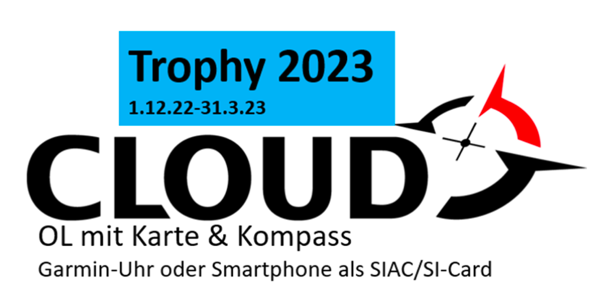 Trophy 2023
1.12.22-31.3.23
CLOUD
OL mit Karte & Kompass
Garmin-Uhr oder Smartphone als SIAC/SI-Card